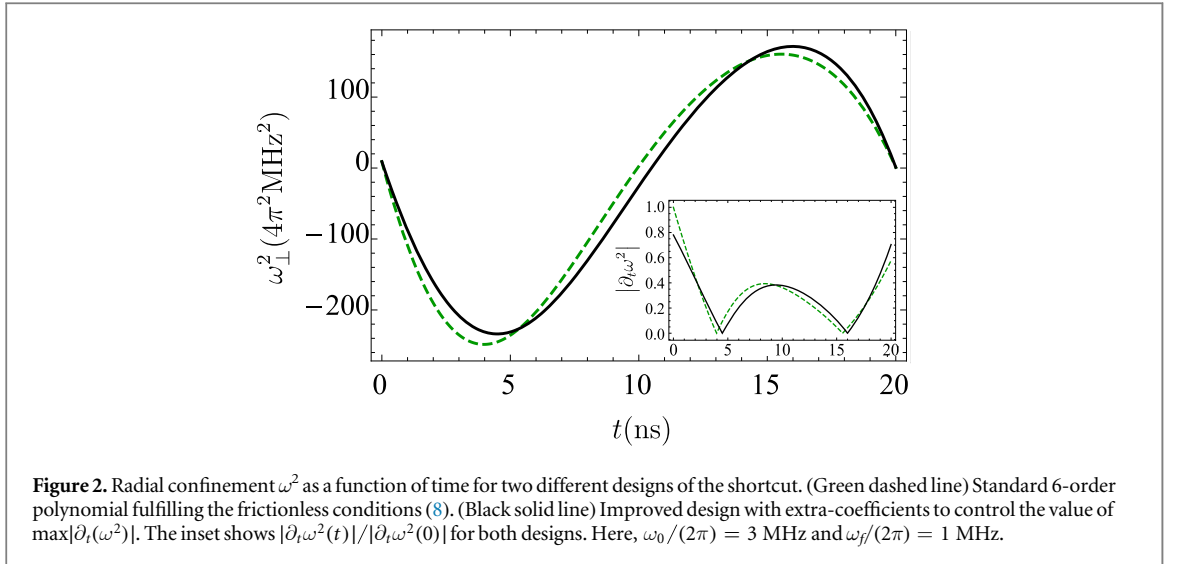 100
0
−100
−200
ω²⊥(4π²MHz²)
0 5 10 15 20
t(ns)
1.0
0.8
0.6
0.4
0.2
0.0
|∂ₜω²|
0 5 10 15 20
Figure 2. Radial confinement ω² as a function of time for two different designs of the shortcut. (Green dashed line) Standard 6-order
polynomial fulfilling the frictionless conditions (8). (Black solid line) Improved design with extra-coefficients to control the value of
max|∂ₜ(ω²)|. The inset shows |∂ₜω²(t)|/|∂ₜω²(0)| for both designs. Here, ω₀/(2π) = 3 MHz and ω_f/(2π) = 1 MHz.